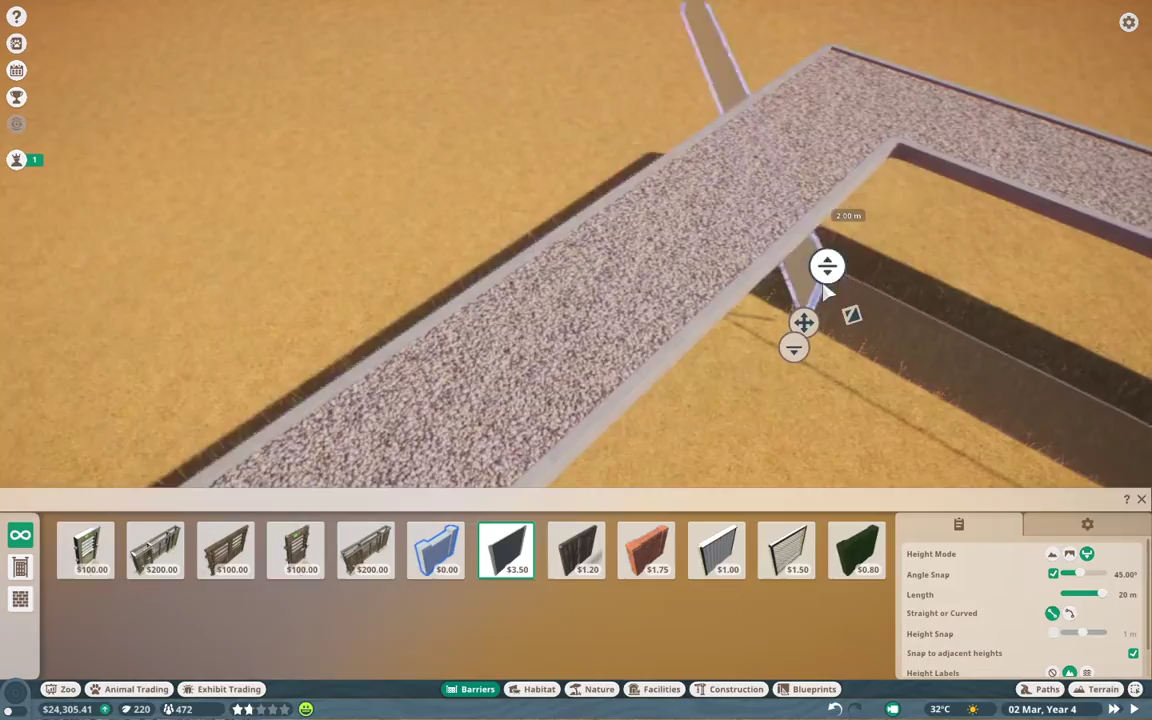 ?
1
2.00 m
? ×
$100.00 $200.00 $100.00 $100.00 $200.00 $0.00 $3.50 $1.20 $1.75 $1.00 $1.50 $0.80
Height Mode
Angle Snap 45.00°
Length 20 m
Straight or Curved
Height Snap 1 m
Snap to adjacent heights
Height Labels
Zoo Animal Trading Exhibit Trading Barriers Habitat Nature Facilities Construction Blueprints Paths Terrain
$24,305.41 220 472 32°C 02 Mar, Year 4